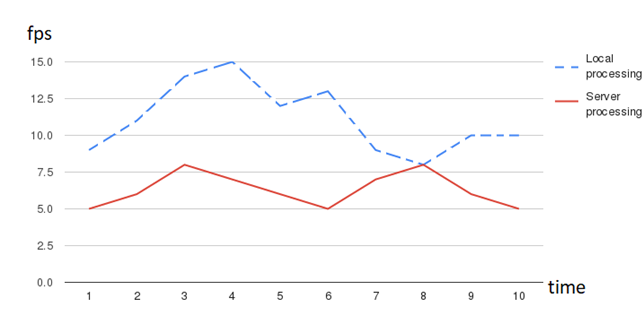 fps
15.0
12.5
10.0
7.5
5.0
2.5
0.0
1 2 3 4 5 6 7 8 9 10
time
Local
processing
Server
processing